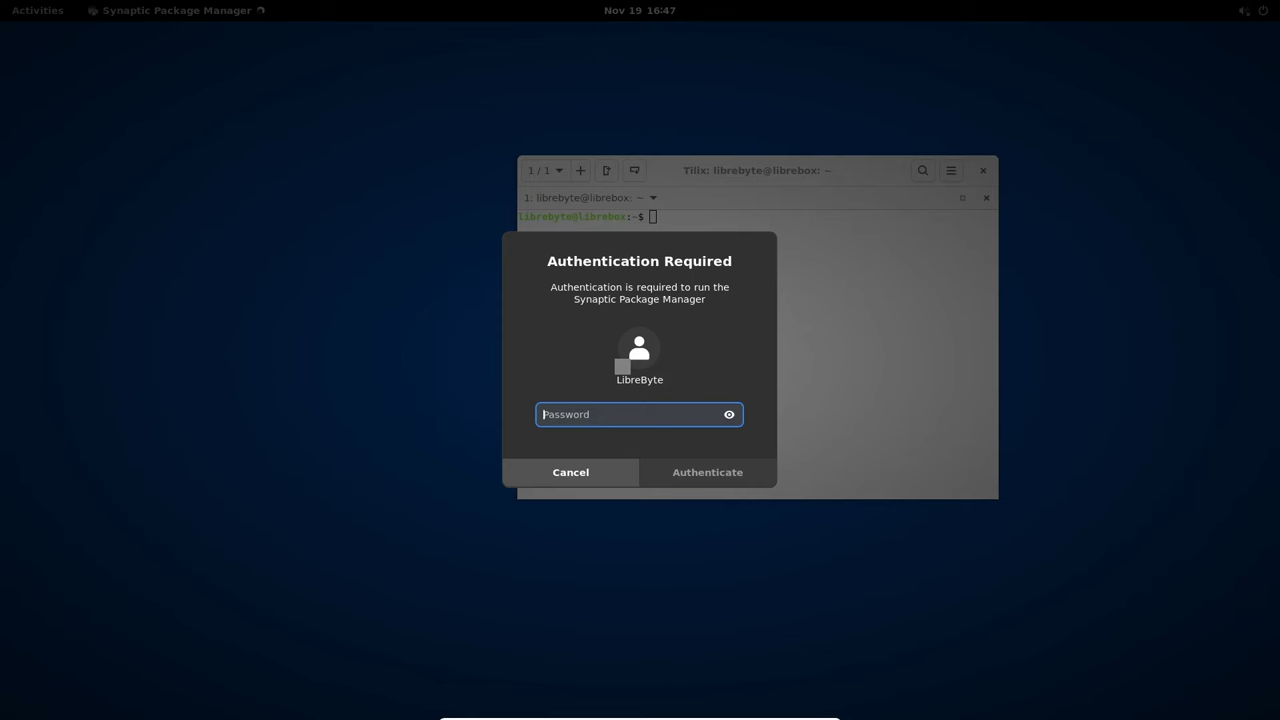 Activities
Synaptic Package Manager
Nov 19 16:47
1 / 1
Tilix: librebyte@librebox: ~
1: librebyte@librebox: ~
librebyte@librebox:~$
Authentication Required
Authentication is required to run the
Synaptic Package Manager
LibreByte
Password
Cancel
Authenticate